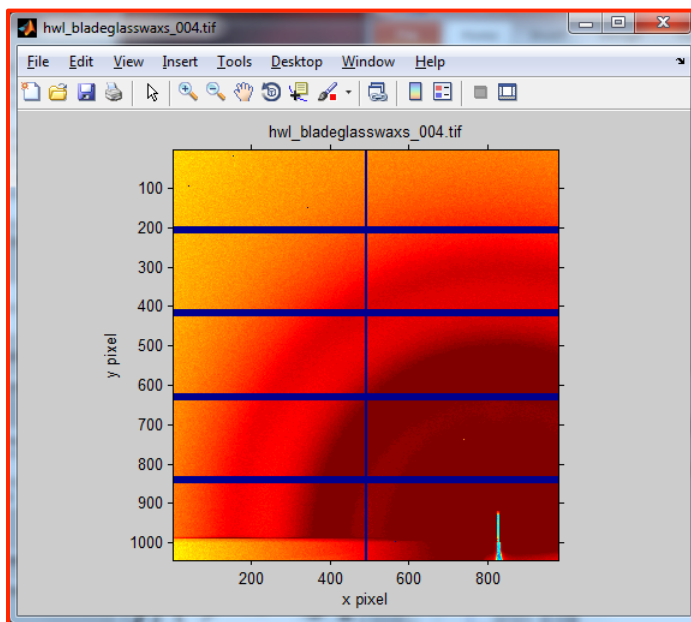 hwl_bladeglasswaxs_004.tif
File Edit View Insert Tools Desktop Window Help
hwl_bladeglasswaxs_004.tif
100
200
300
400
500
600
700
800
900
1000
y pixel
200 400 600 800
x pixel